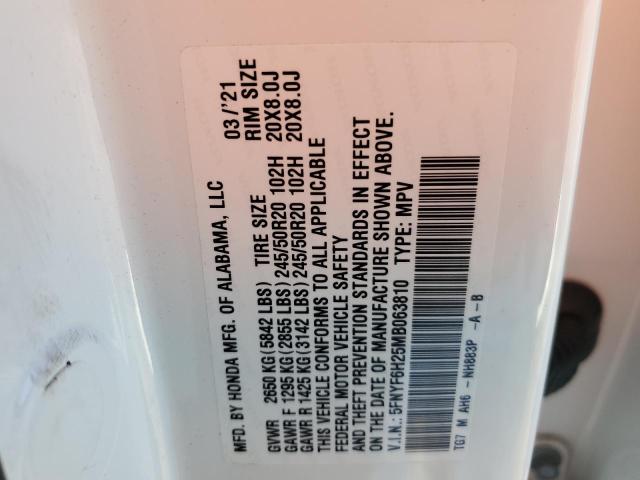 MFD. BY HONDA MFG. OF ALABAMA, LLC 03/'21
GVWR 2650 KG (5842 LBS) TIRE SIZE RIM SIZE
GAWR F 1295 KG (2855 LBS) 245/50R20 102H 20X8.0J
GAWR R 1425 KG (3142 LBS) 245/50R20 102H 20X8.0J
THIS VEHICLE CONFORMS TO ALL APPLICABLE
FEDERAL MOTOR VEHICLE SAFETY
AND THEFT PREVENTION STANDARDS IN EFFECT
ON THE DATE OF MANUFACTURE SHOWN ABOVE.
V.I.N.: 5FNYF6H25MB063810 TYPE: MPV
TG7 M AH6 - NH883P -A-B